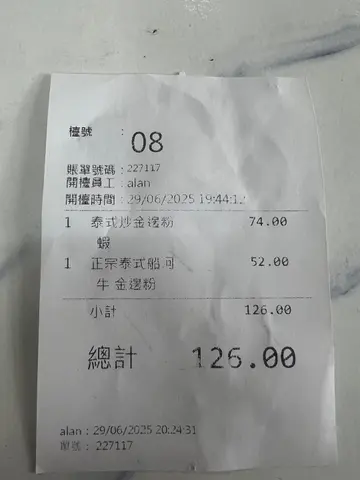 檯號 : 08
賬單號碼 : 227117
開檯員工 : alan
開檯時間 : 29/06/2025 19:44:12
1 泰式炒金邊粉 74.00
蝦
1 正宗泰式船河 52.00
牛 金邊粉
小計 126.00
總計 126.00
alan : 29/06/2025 20:24:31
單號 : 227117